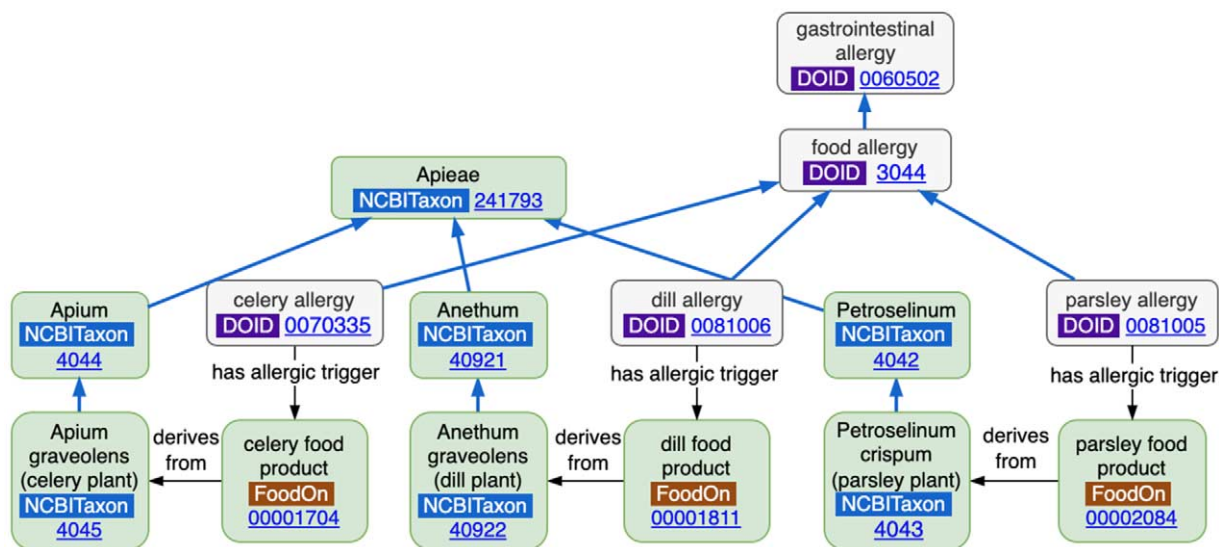 gastrointestinal
allergy
DOID 0060502
food allergy
DOID 3044
Apieae
NCBITaxon 241793
Apium
NCBITaxon
4044
celery allergy
DOID 0070335
Anethum
NCBITaxon
40921
dill allergy
DOID 0081006
Petroselinum
NCBITaxon
4042
parsley allergy
DOID 0081005
has allergic trigger
has allergic trigger
has allergic trigger
Apium
graveolens
(celery plant)
NCBITaxon
4045
derives
from
celery food
product
FoodOn
00001704
Anethum
graveolens
(dill plant)
NCBITaxon
40922
derives
from
dill food
product
FoodOn
00001811
Petroselinum
crispum
(parsley plant)
NCBITaxon
4043
derives
from
parsley food
product
FoodOn
00002084